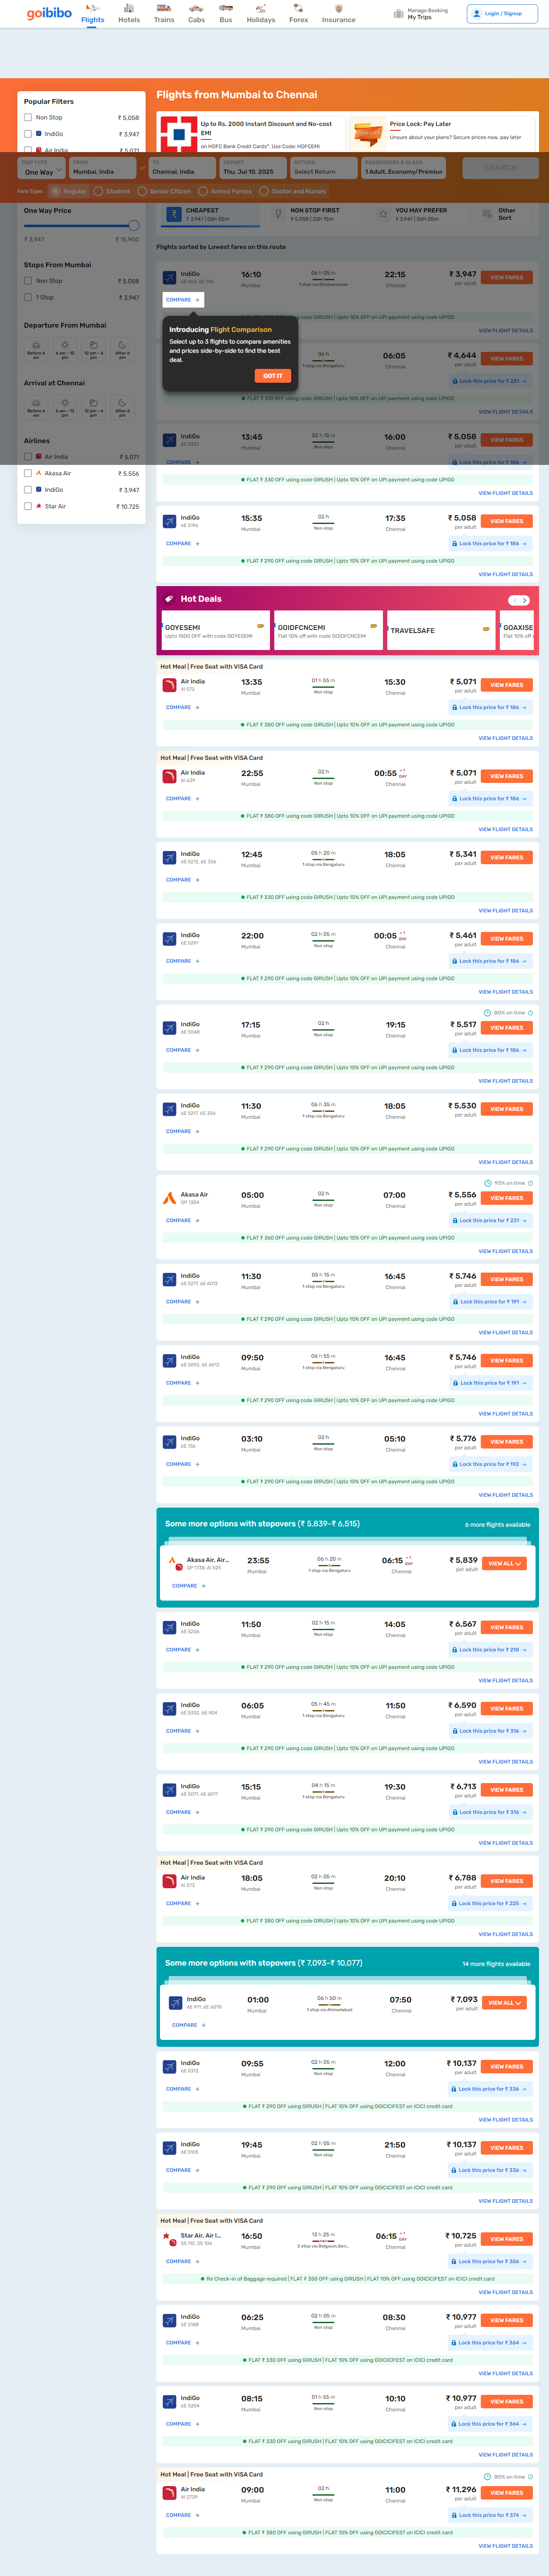 goibibo
Flights
Hotels
Trains
Cabs
Bus
Holidays
Forex
Insurance
Manage Booking
My Trips
Login / Signup
Popular Filters
Non Stop ₹ 5,058
IndiGo ₹ 3,947
Air India ₹ 5,071
Flights from Mumbai to Chennai
Up to Rs. 2000 Instant Discount and No-cost
EMI
on HDFC Bank Credit Cards*. Use Code: HDFCEMI
Price Lock: Pay Later
Unsure about your plans? Secure prices now, pay later
TRIP TYPE
One Way
FROM
Mumbai, India
TO
Chennai, India
DEPART
Thu, Jul 10, 2025
RETURN
Select Return
PASSENGERS & CLASS
1 Adult, Economy/Premium
SEARCH
Fare Type: Regular Student Senior Citizen Armed Forces Doctor and Nurses
One Way Price
₹ 3,947 ₹ 15,900
Stops From Mumbai
Non Stop ₹ 5,058
1 Stop ₹ 3,947
Departure From Mumbai
Before 6 am
6 am - 12 pm
12 pm - 6 pm
After 6 pm
Arrival at Chennai
Before 6 am
6 am - 12 pm
12 pm - 6 pm
After 6 pm
Airlines
Air India ₹ 5,071
Akasa Air ₹ 5,556
IndiGo ₹ 3,947
Star Air ₹ 10,725
CHEAPEST
₹ 3,947 | 06h 05m
NON STOP FIRST
₹ 5,058 | 02h 15m
YOU MAY PREFER
Other
Sort
Flights sorted by Lowest fares on this route
IndiGo 16:10 06 h 05 m 22:15 ₹ 3,947 VIEW FARES
Mumbai 1 stop via Bhubaneswar Chennai per adult
COMPARE +
VIEW FLIGHT DETAILS
Introducing Flight Comparison
Select up to 3 flights to compare amenities
and prices side-by-side to find the best
deal.
GOT IT
06 h 06:05 ₹ 4,644 VIEW FARES
1 stop via Bengaluru Chennai per adult
Lock this price for ₹ 231 →
FLAT ₹ 310 OFF using code GIRUSH | Upto 10% OFF on UPI payment using code UPIGO
VIEW FLIGHT DETAILS
IndiGo 13:45 02 h 15 m 16:00 ₹ 5,058 VIEW FARES
Mumbai Non stop Chennai per adult
COMPARE + Lock this price for ₹ 186 →
FLAT ₹ 330 OFF using code GIRUSH | Upto 10% OFF on UPI payment using code UPIGO
VIEW FLIGHT DETAILS
IndiGo 15:35 02 h 17:35 ₹ 5,058 VIEW FARES
6E 5196 Mumbai Non stop Chennai per adult
COMPARE + Lock this price for ₹ 186 →
FLAT ₹ 290 OFF using code GIRUSH | Upto 10% OFF on UPI payment using code UPIGO
VIEW FLIGHT DETAILS
Hot Deals
GOYESEMI
Upto 1500 OFF with code GOYESEMI
GOIDFCNCEMI
Flat 10% off with code GOIDFCNCEMI
TRAVELSAFE
GOAXISE
Flat 10% off
Hot Meal | Free Seat with VISA Card
Air India 13:35 01 h 55 m 15:30 ₹ 5,071 VIEW FARES
AI 572 Mumbai Non stop Chennai per adult
COMPARE + Lock this price for ₹ 186 →
FLAT ₹ 380 OFF using code GIRUSH | Upto 10% OFF on UPI payment using code UPIGO
VIEW FLIGHT DETAILS
Hot Meal | Free Seat with VISA Card
Air India 22:55 02 h 00:55 +1 DAY ₹ 5,071 VIEW FARES
AI 639 Mumbai Non stop Chennai per adult
COMPARE + Lock this price for ₹ 186 →
FLAT ₹ 380 OFF using code GIRUSH | Upto 10% OFF on UPI payment using code UPIGO
VIEW FLIGHT DETAILS
IndiGo 12:45 05 h 20 m 18:05 ₹ 5,341 VIEW FARES
6E 5212, 6E 356 Mumbai 1 stop via Bengaluru Chennai per adult
COMPARE +
FLAT ₹ 330 OFF using code GIRUSH | Upto 10% OFF on UPI payment using code UPIGO
VIEW FLIGHT DETAILS
IndiGo 22:00 02 h 05 m 00:05 +1 DAY ₹ 5,461 VIEW FARES
6E 5291 Mumbai Non stop Chennai per adult
COMPARE + Lock this price for ₹ 186 →
FLAT ₹ 290 OFF using code GIRUSH | Upto 10% OFF on UPI payment using code UPIGO
VIEW FLIGHT DETAILS
80% on time
IndiGo 17:15 02 h 19:15 ₹ 5,517 VIEW FARES
6E 5048 Mumbai Non stop Chennai per adult
COMPARE + Lock this price for ₹ 186 →
FLAT ₹ 290 OFF using code GIRUSH | Upto 10% OFF on UPI payment using code UPIGO
VIEW FLIGHT DETAILS
IndiGo 11:30 06 h 35 m 18:05 ₹ 5,530 VIEW FARES
6E 5217, 6E 356 Mumbai 1 stop via Bengaluru Chennai per adult
COMPARE +
FLAT ₹ 290 OFF using code GIRUSH | Upto 10% OFF on UPI payment using code UPIGO
VIEW FLIGHT DETAILS
93% on time
Akasa Air 05:00 02 h 07:00 ₹ 5,556 VIEW FARES
QP 1304 Mumbai Non stop Chennai per adult
COMPARE + Lock this price for ₹ 231 →
FLAT ₹ 360 OFF using code GIRUSH | Upto 10% OFF on UPI payment using code UPIGO
VIEW FLIGHT DETAILS
IndiGo 11:30 05 h 15 m 16:45 ₹ 5,746 VIEW FARES
6E 5217, 6E 6012 Mumbai 1 stop via Bengaluru Chennai per adult
COMPARE + Lock this price for ₹ 191 →
FLAT ₹ 290 OFF using code GIRUSH | Upto 10% OFF on UPI payment using code UPIGO
VIEW FLIGHT DETAILS
IndiGo 09:50 06 h 55 m 16:45 ₹ 5,746 VIEW FARES
6E 5092, 6E 6012 Mumbai 1 stop via Bengaluru Chennai per adult
COMPARE + Lock this price for ₹ 191 →
FLAT ₹ 290 OFF using code GIRUSH | Upto 10% OFF on UPI payment using code UPIGO
VIEW FLIGHT DETAILS
IndiGo 03:10 02 h 05:10 ₹ 5,776 VIEW FARES
6E 136 Mumbai Non stop Chennai per adult
COMPARE + Lock this price for ₹ 192 →
FLAT ₹ 290 OFF using code GIRUSH | Upto 10% OFF on UPI payment using code UPIGO
VIEW FLIGHT DETAILS
Some more options with stopovers (₹ 5,839-₹ 6,515) 6 more flights available
Akasa Air, Air... 23:55 06 h 20 m 06:15 +1 DAY ₹ 5,839 VIEW ALL
QP 1738, AI 525 Mumbai 1 stop via Bengaluru Chennai per adult
COMPARE +
IndiGo 11:50 02 h 15 m 14:05 ₹ 6,567 VIEW FARES
6E 5206 Mumbai Non stop Chennai per adult
COMPARE + Lock this price for ₹ 218 →
FLAT ₹ 290 OFF using code GIRUSH | Upto 10% OFF on UPI payment using code UPIGO
VIEW FLIGHT DETAILS
IndiGo 06:05 05 h 45 m 11:50 ₹ 6,590 VIEW FARES
6E 5352, 6E 904 Mumbai 1 stop via Bengaluru Chennai per adult
COMPARE + Lock this price for ₹ 316 →
FLAT ₹ 290 OFF using code GIRUSH | Upto 10% OFF on UPI payment using code UPIGO
VIEW FLIGHT DETAILS
IndiGo 15:15 04 h 15 m 19:30 ₹ 6,713 VIEW FARES
6E 5071, 6E 6017 Mumbai 1 stop via Bengaluru Chennai per adult
COMPARE + Lock this price for ₹ 316 →
FLAT ₹ 290 OFF using code GIRUSH | Upto 10% OFF on UPI payment using code UPIGO
VIEW FLIGHT DETAILS
Hot Meal | Free Seat with VISA Card
Air India 18:05 02 h 05 m 20:10 ₹ 6,788 VIEW FARES
AI 573 Mumbai Non stop Chennai per adult
COMPARE + Lock this price for ₹ 225 →
FLAT ₹ 380 OFF using code GIRUSH | Upto 10% OFF on UPI payment using code UPIGO
VIEW FLIGHT DETAILS
Some more options with stopovers (₹ 7,093-₹ 10,077) 14 more flights available
IndiGo 01:00 06 h 50 m 07:50 ₹ 7,093 VIEW ALL
6E 911, 6E 6078 Mumbai 1 stop via Ahmedabad Chennai per adult
COMPARE +
IndiGo 09:55 02 h 05 m 12:00 ₹ 10,137 VIEW FARES
6E 5313 Mumbai Non stop Chennai per adult
COMPARE + Lock this price for ₹ 336 →
FLAT ₹ 290 OFF using GIRUSH | FLAT 10% OFF using GOICICIFEST on ICICI credit card
VIEW FLIGHT DETAILS
IndiGo 19:45 02 h 05 m 21:50 ₹ 10,137 VIEW FARES
6E 5105 Mumbai Non stop Chennai per adult
COMPARE + Lock this price for ₹ 336 →
FLAT ₹ 290 OFF using GIRUSH | FLAT 10% OFF using GOICICIFEST on ICICI credit card
VIEW FLIGHT DETAILS
Hot Meal | Free Seat with VISA Card
Star Air, Air I... 16:50 13 h 25 m 06:15 +1 DAY ₹ 10,725 VIEW FARES
S5 112, S5 106 Mumbai 2 stop via Belgaum,Ben... Chennai per adult
COMPARE + Lock this price for ₹ 356 →
Re Check-in of Baggage required | FLAT ₹ 350 OFF using GIRUSH | FLAT 10% OFF using GOICICIFEST on ICICI credit card
VIEW FLIGHT DETAILS
IndiGo 06:25 02 h 05 m 08:30 ₹ 10,977 VIEW FARES
6E 5188 Mumbai Non stop Chennai per adult
COMPARE + Lock this price for ₹ 364 →
FLAT ₹ 330 OFF using GIRUSH | FLAT 10% OFF using GOICICIFEST on ICICI credit card
VIEW FLIGHT DETAILS
IndiGo 08:15 01 h 55 m 10:10 ₹ 10,977 VIEW FARES
6E 5204 Mumbai Non stop Chennai per adult
COMPARE + Lock this price for ₹ 364 →
FLAT ₹ 330 OFF using GIRUSH | FLAT 10% OFF using GOICICIFEST on ICICI credit card
VIEW FLIGHT DETAILS
Hot Meal | Free Seat with VISA Card 80% on time
Air India 09:00 02 h 11:00 ₹ 11,296 VIEW FARES
AI 2739 Mumbai Non stop Chennai per adult
COMPARE + Lock this price for ₹ 374 →
FLAT ₹ 380 OFF using GIRUSH | FLAT 10% OFF using GOICICIFEST on ICICI credit card
VIEW FLIGHT DETAILS